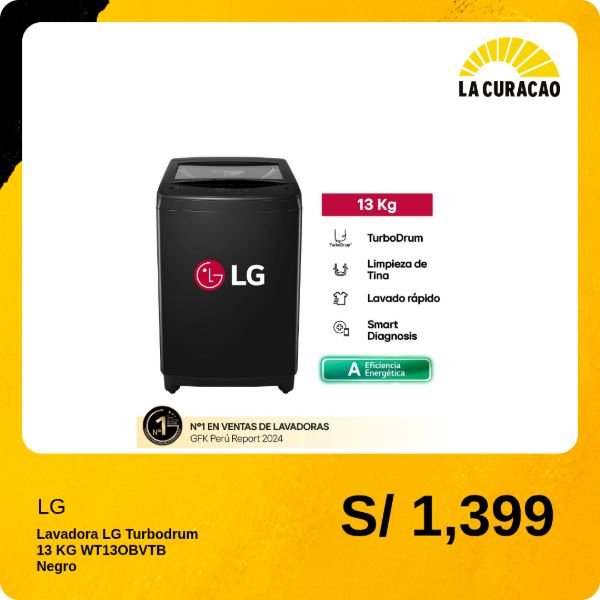 LA CURACAO
LG
13 Kg
TurboDrum™
TurboDrum
Limpieza de
Tina
Lavado rápido
Smart
Diagnosis
A Eficiencia
Energética
N°1
N°1 EN VENTAS DE LAVADORAS
GFK Perú Report 2024
LG
Lavadora LG Turbodrum
13 KG WT13OBVTB
Negro
S/ 1,399